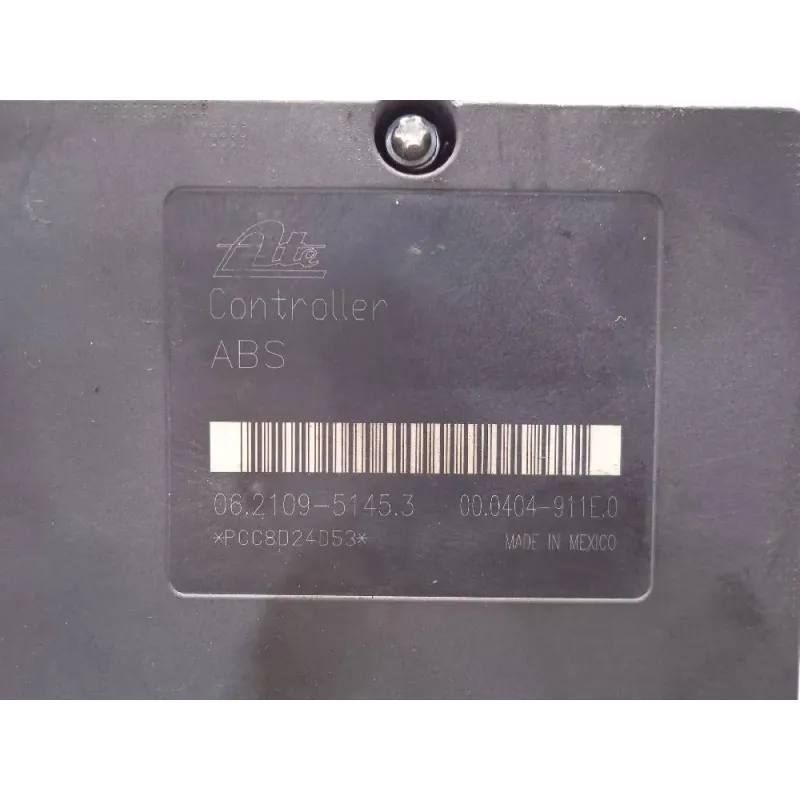 Ate
Controller
ABS
06.2109-5145.3 00.0404-911E.0
*PCC8D24D53* MADE IN MEXICO